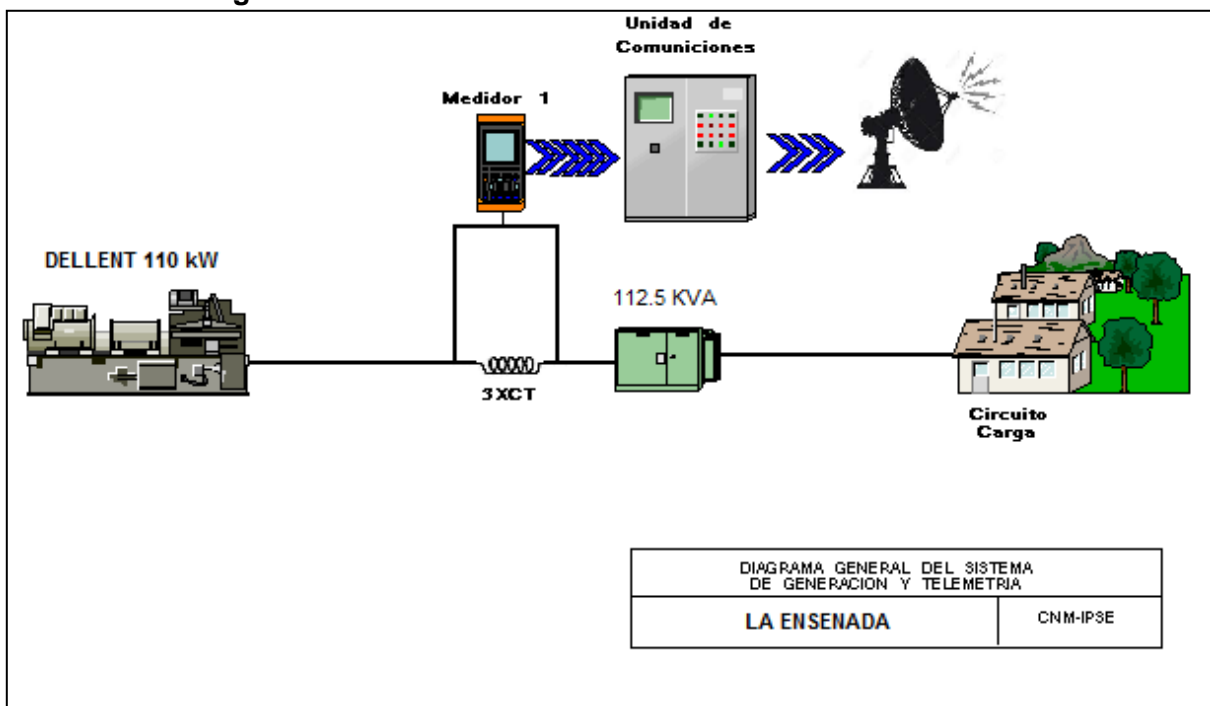 Unidad de
Comuniciones
Medidor 1
DELLENT 110 kW
112.5 KVA
3XCT
Circuito
Carga
DIAGRAMA GENERAL DEL SISTEMA
DE GENERACION Y TELEMETRIA
LA ENSENADA
CNM-IPSE